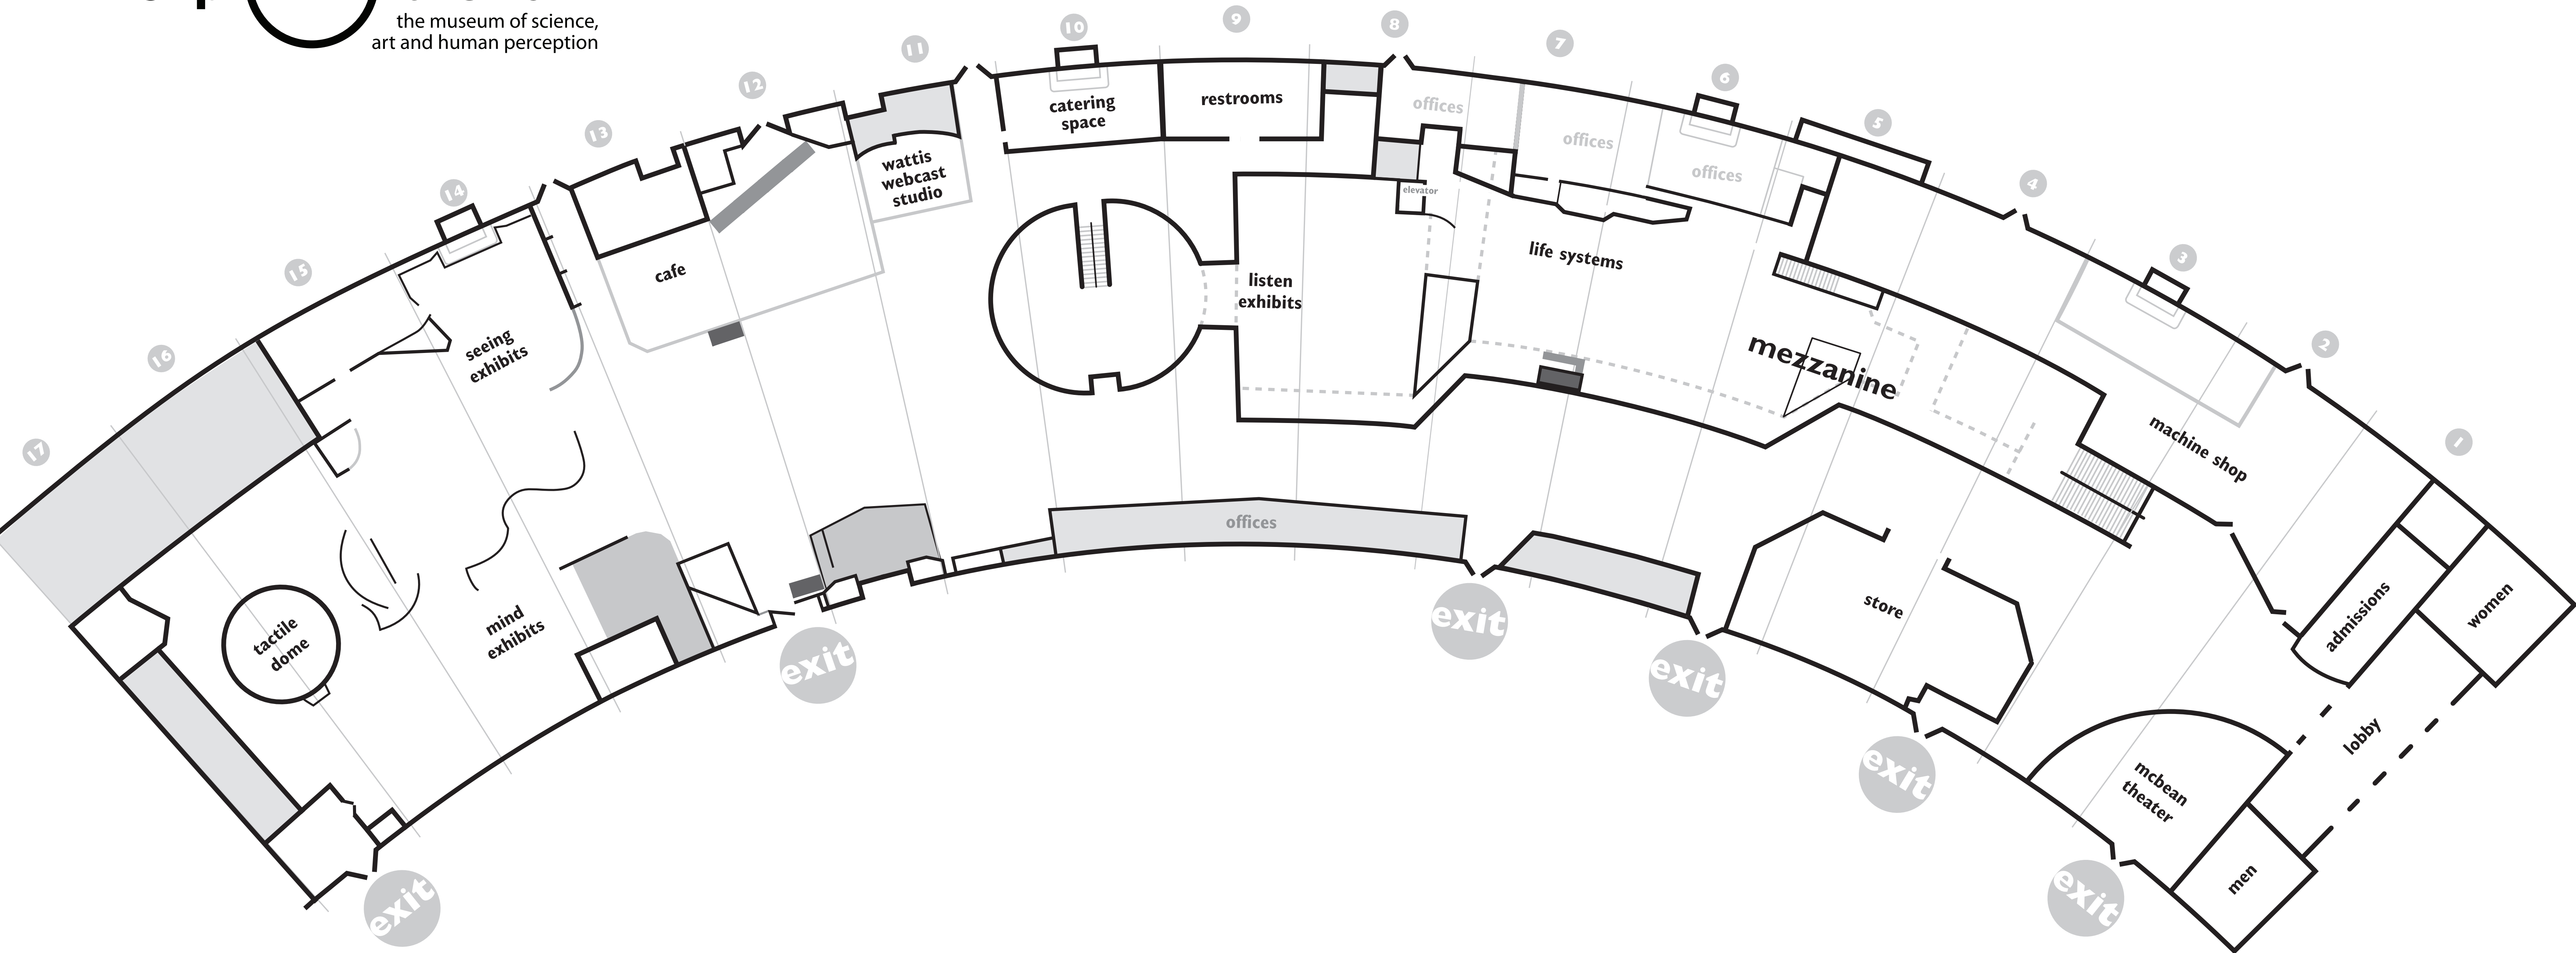 the museum of science,
art and human perception
17
16
15
14
13
12
11
10
9
8
7
6
5
4
3
2
1
catering
space
restrooms
offices
offices
offices
elevator
wattis
webcast
studio
cafe
seeing
exhibits
listen
exhibits
life systems
mezzanine
machine shop
offices
tactile
dome
mind
exhibits
store
admissions
women
lobby
mcbean
theater
men
exit
exit
exit
exit
exit
exit